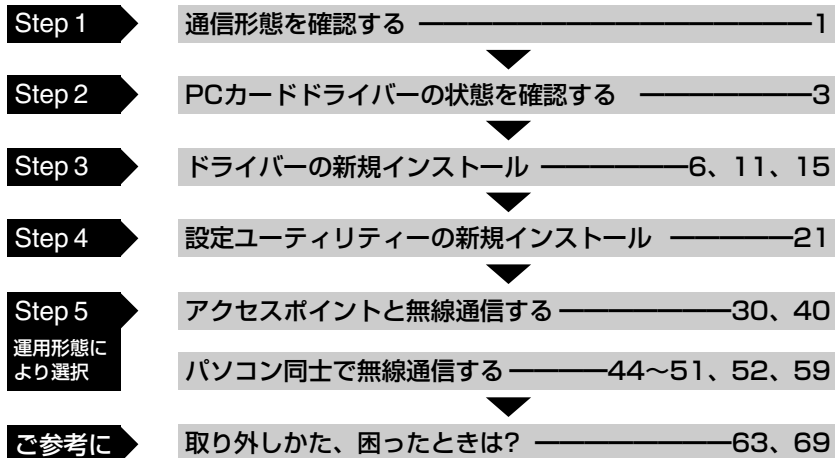 Step 1 通信形態を確認する 1
Step 2 PCカードドライバーの状態を確認する 3
Step 3 ドライバーの新規インストール 6、11、15
Step 4 設定ユーティリティーの新規インストール 21
Step 5 アクセスポイントと無線通信する 30、40
運用形態に
より選択
パソコン同士で無線通信する 44〜51、52、59
ご参考に 取り外しかた、困ったときは? 63、69